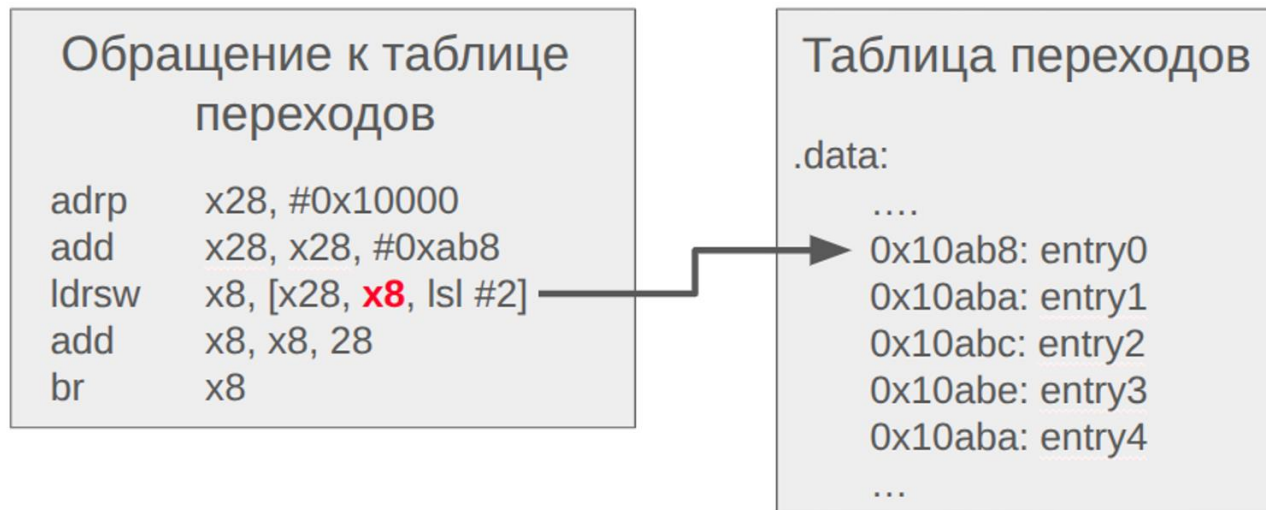 Обращение к таблице
переходов
adrp x28, #0x10000
add x28, x28, #0xab8
ldrsw x8, [x28, x8, lsl #2]
add x8, x8, 28
br x8
Таблица переходов
.data:
....
0x10ab8: entry0
0x10aba: entry1
0x10abc: entry2
0x10abe: entry3
0x10aba: entry4
...